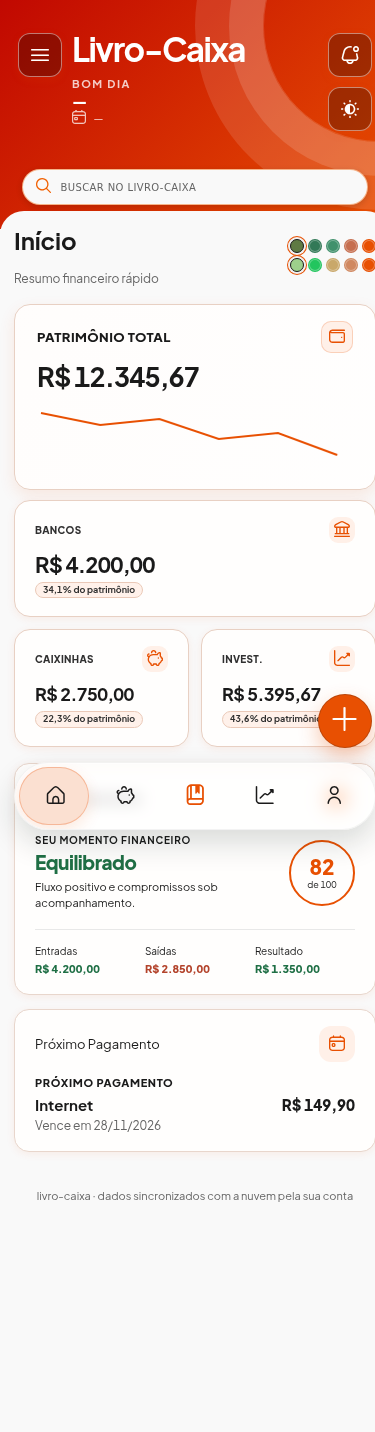 Livro-Caixa
BOM DIA
—
—
BUSCAR NO LIVRO-CAIXA
Início
Resumo financeiro rápido
PATRIMÔNIO TOTAL
R$ 12.345,67
BANCOS
R$ 4.200,00
34,1% do patrimônio
CAIXINHAS
R$ 2.750,00
22,3% do patrimônio
INVEST.
R$ 5.395,67
43,6% do patrimônio
SEU MOMENTO FINANCEIRO
Equilibrado
Fluxo positivo e compromissos sob
acompanhamento.
82
de 100
Entradas
R$ 4.200,00
Saídas
R$ 2.850,00
Resultado
R$ 1.350,00
Próximo Pagamento
PRÓXIMO PAGAMENTO
Internet
R$ 149,90
Vence em 28/11/2026
livro-caixa · dados sincronizados com a nuvem pela sua conta